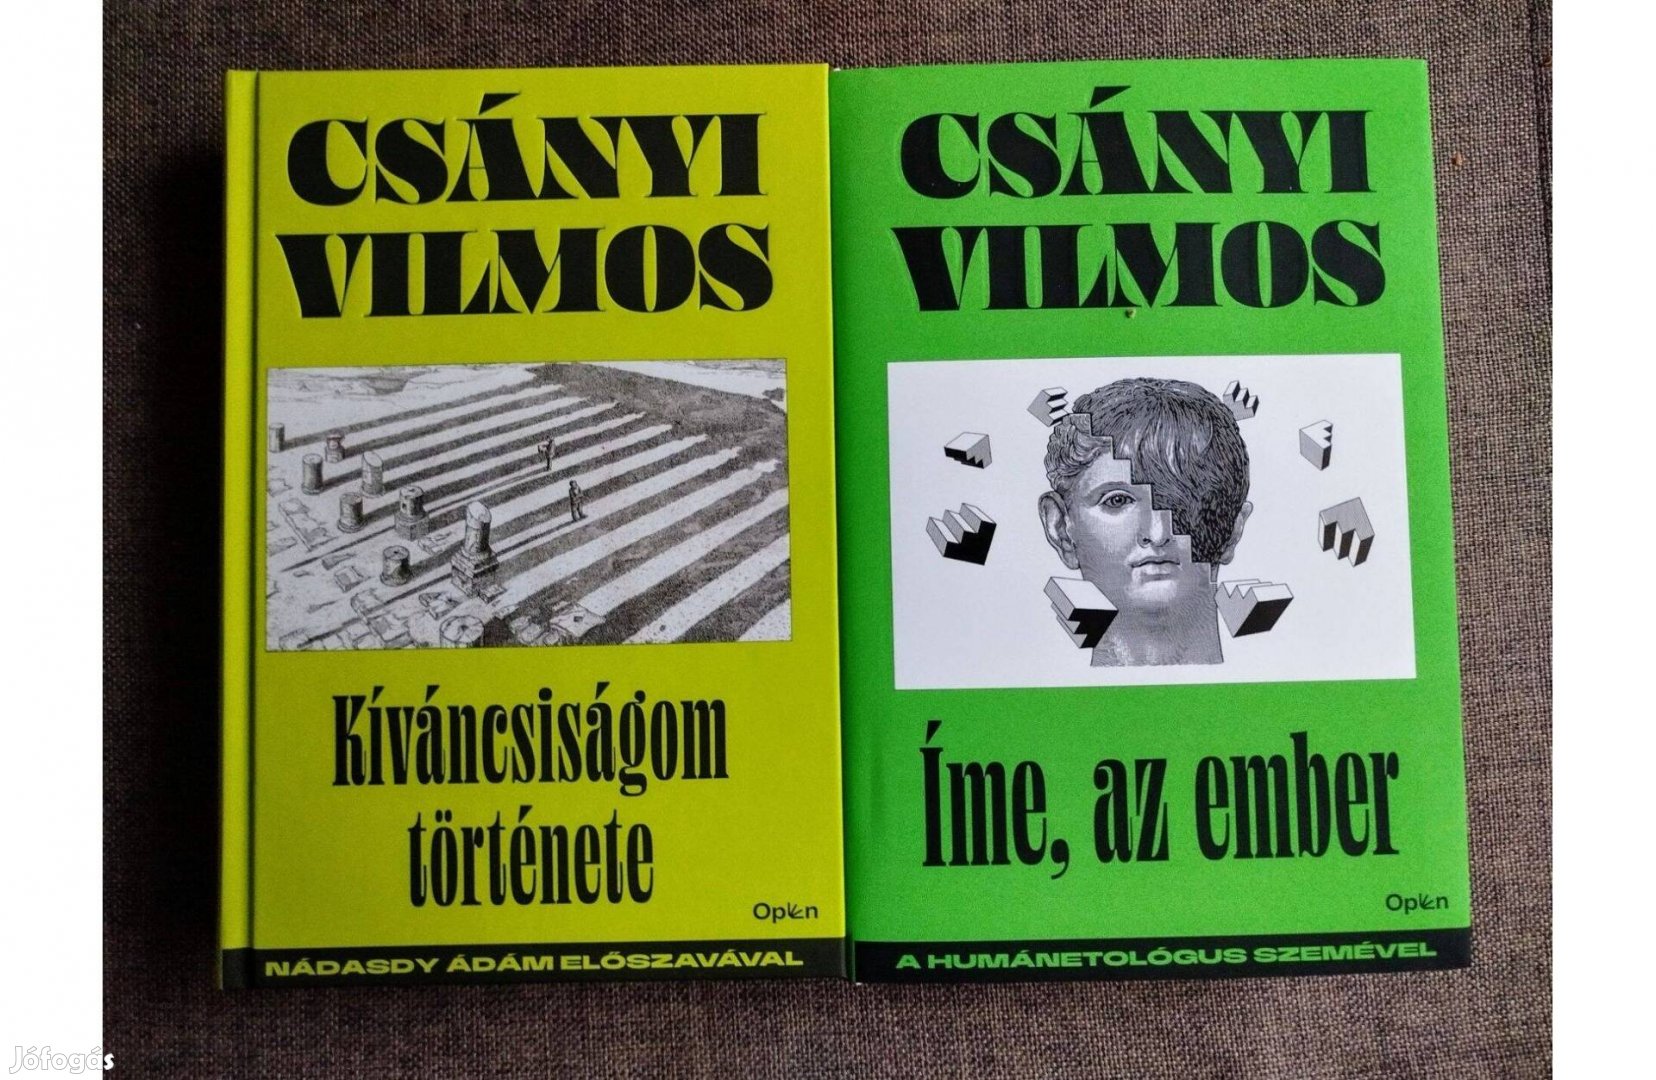 CSÁNYI
VILMOS
Kíváncsiságom
története
Open
NÁDASDY ÁDÁM ELŐSZAVÁVAL
CSÁNYI
VILMOS
Íme, az ember
Open
A HUMÁNETOLÓGUS SZEMÉVEL
Jófogás